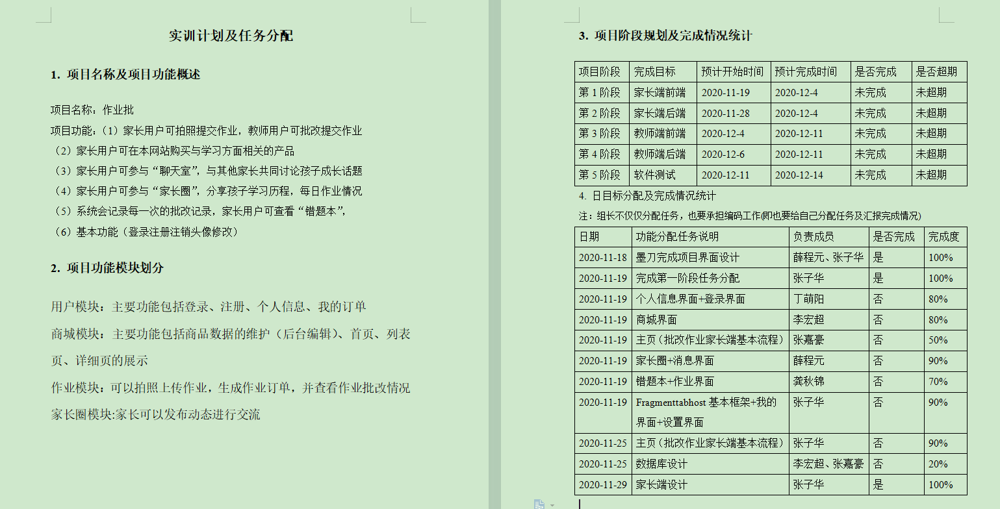 实训计划及任务分配
1. 项目名称及项目功能概述
项目名称：作业批
项目功能：（1）家长用户可拍照提交作业，教师用户可批改提交作业
（2）家长用户可在本网站购买与学习方面相关的产品
（3）家长用户可参与“聊天室”，与其他家长共同讨论孩子成长话题
（4）家长用户可参与“家长圈”，分享孩子学习历程，每日作业情况
（5）系统会记录每一次的批改记录，家长用户可查看“错题本”，
（6）基本功能（登录注册注销头像修改）
2. 项目功能模块划分
用户模块：主要功能包括登录、注册、个人信息、我的订单
商城模块：主要功能包括商品数据的维护（后台编辑）、首页、列表
页、详细页的展示
作业模块：可以拍照上传作业，生成作业订单，并查看作业批改情况
家长圈模块:家长可以发布动态进行交流
3. 项目阶段规划及完成情况统计
项目阶段 完成目标 预计开始时间 预计完成时间 是否完成 是否超期
第 1 阶段 家长端前端 2020-11-19 2020-12-4 未完成 未超期
第 2 阶段 家长端后端 2020-11-28 2020-12-4 未完成 未超期
第 3 阶段 教师端前端 2020-12-4 2020-12-11 未完成 未超期
第 4 阶段 教师端后端 2020-12-6 2020-12-11 未完成 未超期
第 5 阶段 软件测试 2020-12-11 2020-12-14 未完成 未超期
4. 日目标分配及完成情况统计
注：组长不仅仅分配任务，也要承担编码工作(即也要给自己分配任务及汇报完成情况)
日期 功能分配任务说明 负责成员 是否完成 完成度
2020-11-18 墨刀完成项目界面设计 薛程元、张子华 是 100%
2020-11-19 完成第一阶段任务分配 张子华 是 100%
2020-11-19 个人信息界面+登录界面 丁萌阳 否 80%
2020-11-19 商城界面 李宏超 否 80%
2020-11-19 主页（批改作业家长端基本流程） 张嘉豪 否 50%
2020-11-19 家长圈+消息界面 薛程元 否 90%
2020-11-19 错题本+作业界面 龚秋锦 否 70%
2020-11-19 Fragmenttabhost 基本框架+我的 张子华 否 90%
界面+设置界面
2020-11-25 主页（批改作业家长端基本流程） 张子华 否 90%
2020-11-25 数据库设计 李宏超、张嘉豪 否 20%
2020-11-29 家长端设计 张子华 是 100%